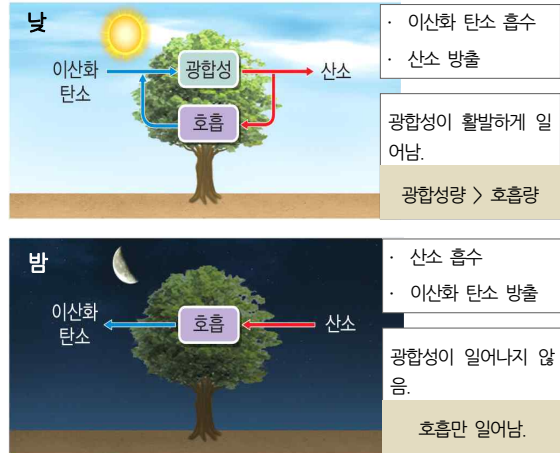 낮
이산화
탄소
광합성
산소
호흡
· 이산화 탄소 흡수
· 산소 방출
광합성이 활발하게 일
어남.
광합성량 > 호흡량
밤
이산화
탄소
호흡
산소
· 산소 흡수
· 이산화 탄소 방출
광합성이 일어나지 않
음.
호흡만 일어남.